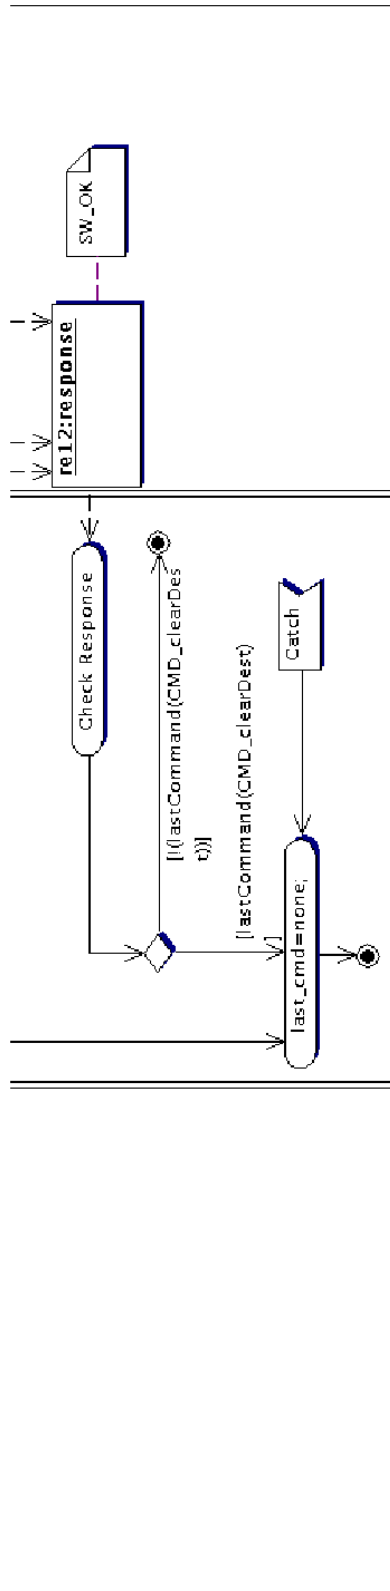 SW_OK
re12:response
Check Response
[!(lastCommand(CMD_clearDes
t))]
[lastCommand(CMD_clearDest)
]
Catch
last_cmd=none;